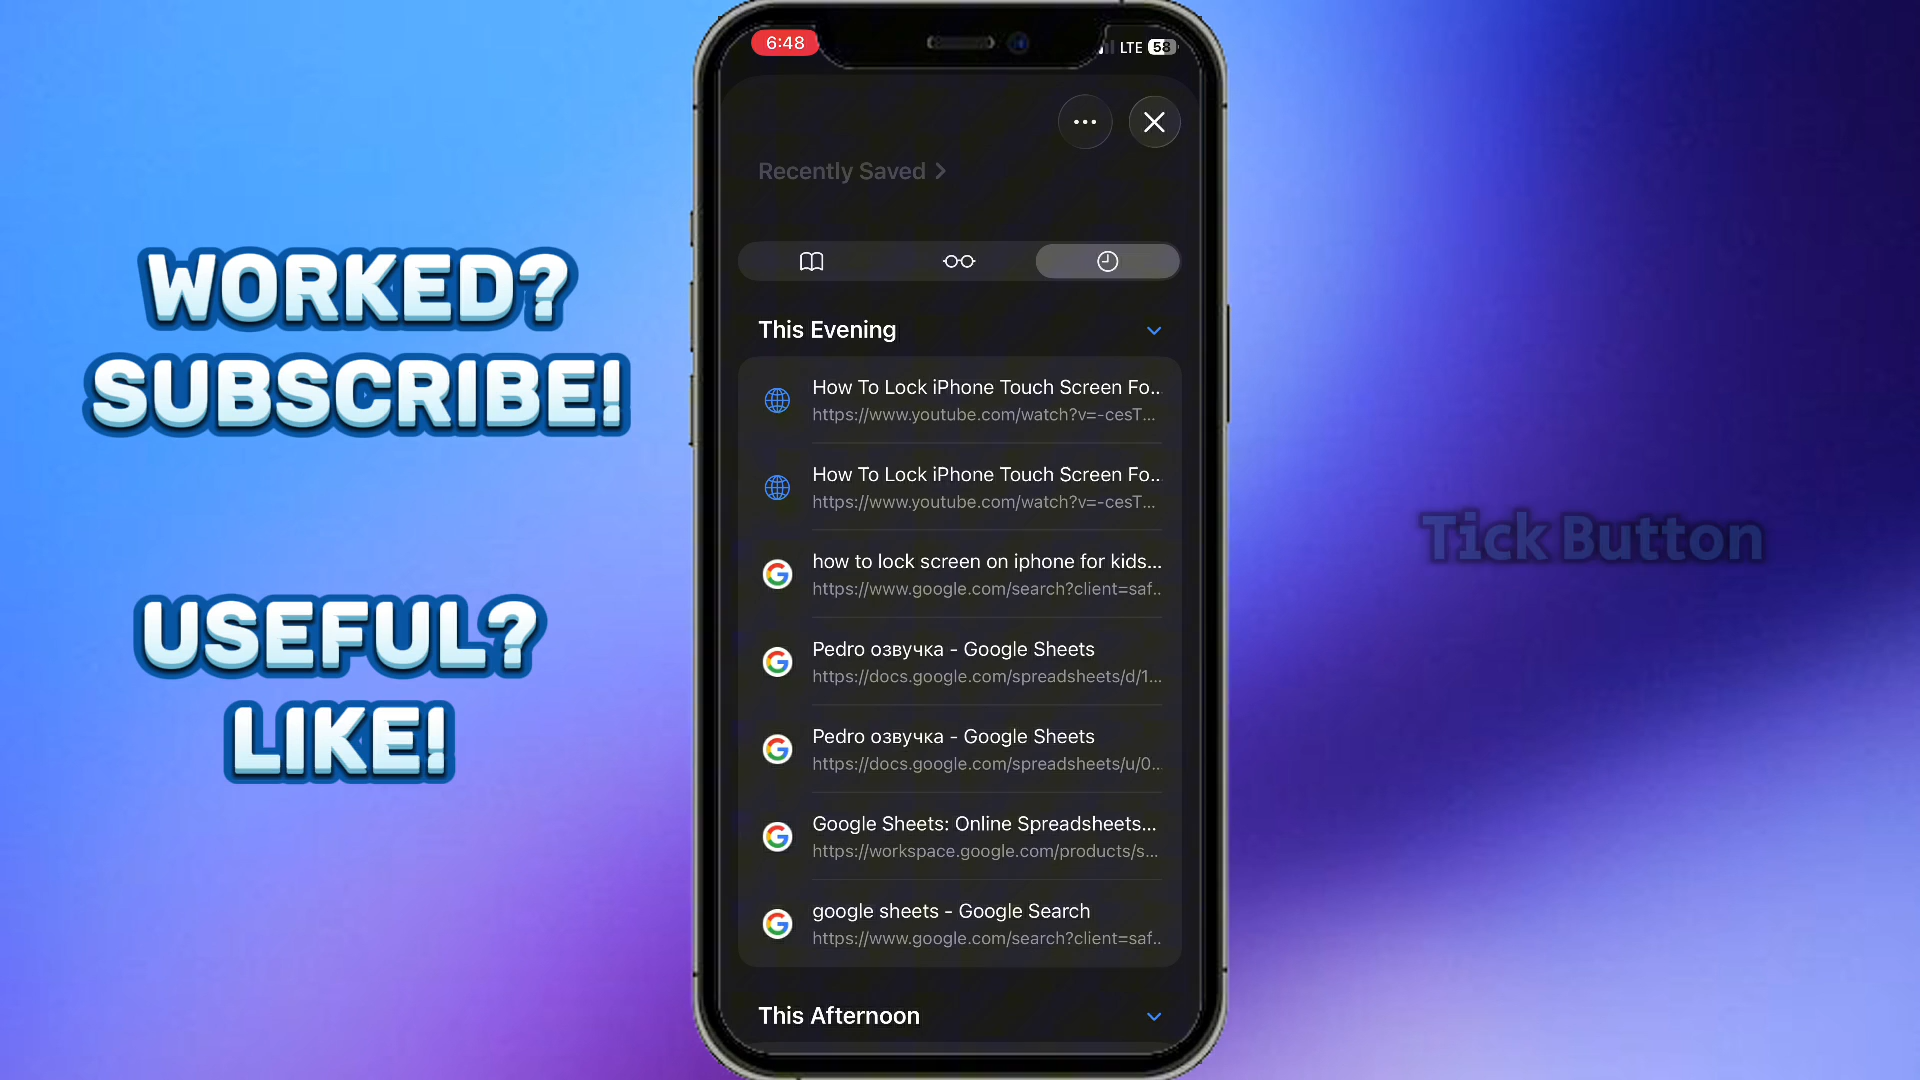 WORKED?
SUBSCRIBE!
USEFUL?
LIKE!
6:48
LTE 58
Recently Saved
This Evening
How To Lock iPhone Touch Screen Fo...
https://www.youtube.com/watch?v=-cesT...
How To Lock iPhone Touch Screen Fo...
https://www.youtube.com/watch?v=-cesT...
how to lock screen on iphone for kids...
https://www.google.com/search?client=saf...
Pedro озвучка - Google Sheets
https://docs.google.com/spreadsheets/d/1...
Pedro озвучка - Google Sheets
https://docs.google.com/spreadsheets/u/0...
Google Sheets: Online Spreadsheets...
https://workspace.google.com/products/s...
google sheets - Google Search
https://www.google.com/search?client=saf...
This Afternoon
Tick Button